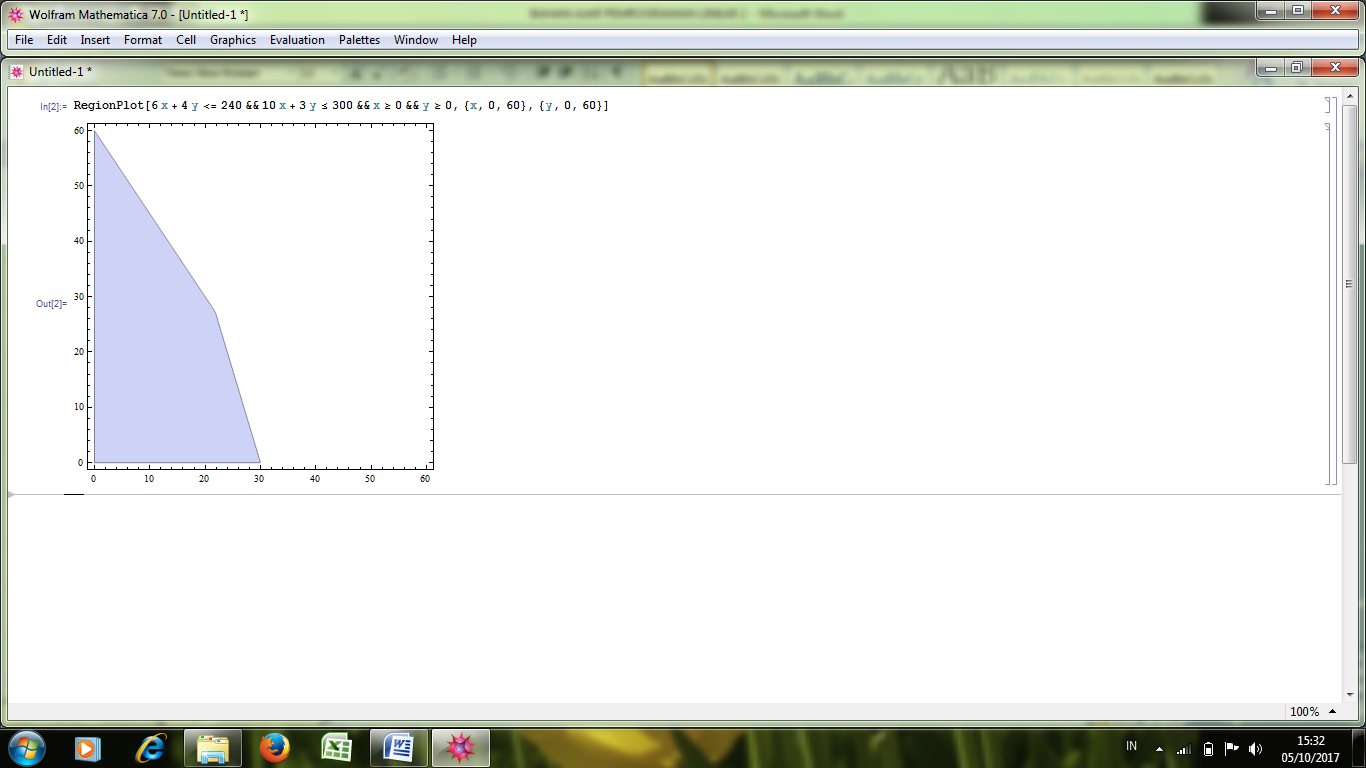 Wolfram Mathematica 7.0 - [Untitled-1 *]
File Edit Insert Format Cell Graphics Evaluation Palettes Window Help
Untitled-1 *
In[2]:= RegionPlot[6 x + 4 y <= 240 && 10 x + 3 y ≤ 300 && x ≥ 0 && y ≥ 0, {x, 0, 60}, {y, 0, 60}]
60
50
40
30
20
10
0
Out[2]=
0 10 20 30 40 50 60
100%
IN
15:32
05/10/2017